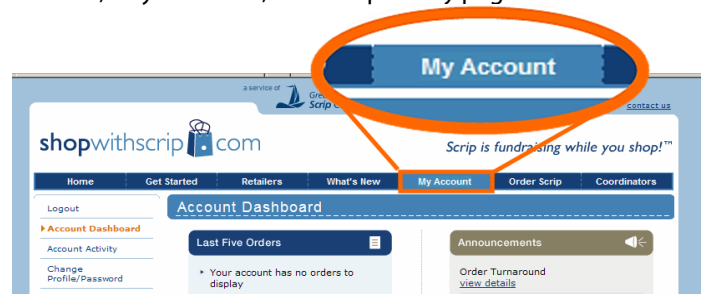 page
My Account
a service of
Scrip
contact us
shopwithscrip.com
Scrip is fundraising while you shop!™
Home Get Started Retailers What's New My Account Order Scrip Coordinators
Logout
Account Dashboard
Account Dashboard
Account Activity
Change
Profile/Password
Last Five Orders
Your account has no orders to
display
Announcements
Order Turnaround
view details